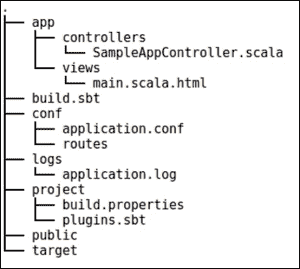 .
├── app
│   ├── controllers
│   │   └── SampleAppController.scala
│   └── views
│       └── main.scala.html
├── build.sbt
├── conf
│   ├── application.conf
│   └── routes
├── logs
│   └── application.log
├── project
│   ├── build.properties
│   └── plugins.sbt
├── public
└── target